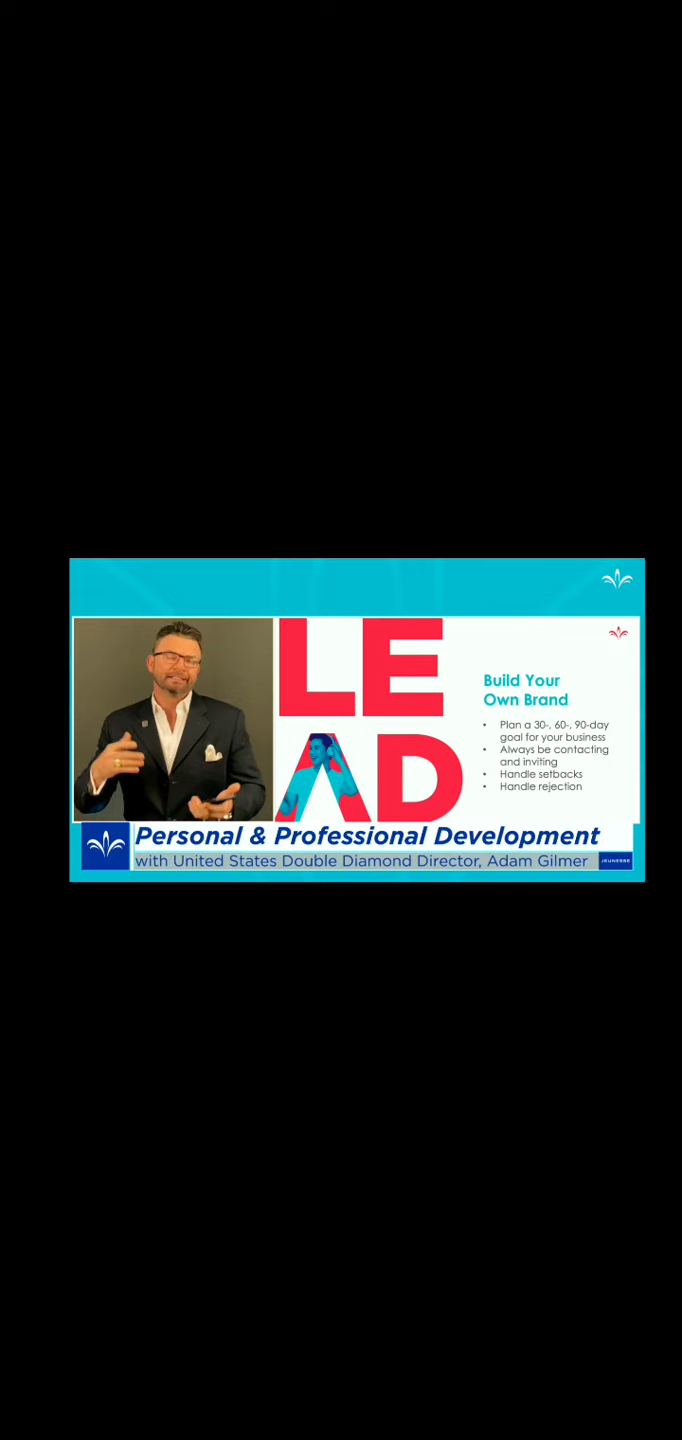 LE
AD
Build Your
Own Brand
• Plan a 30-, 60-, 90-day
goal for your business
• Always be contacting
and inviting
• Handle setbacks
• Handle rejection
Personal & Professional Development
with United States Double Diamond Director, Adam Gilmer
JEUNESSE